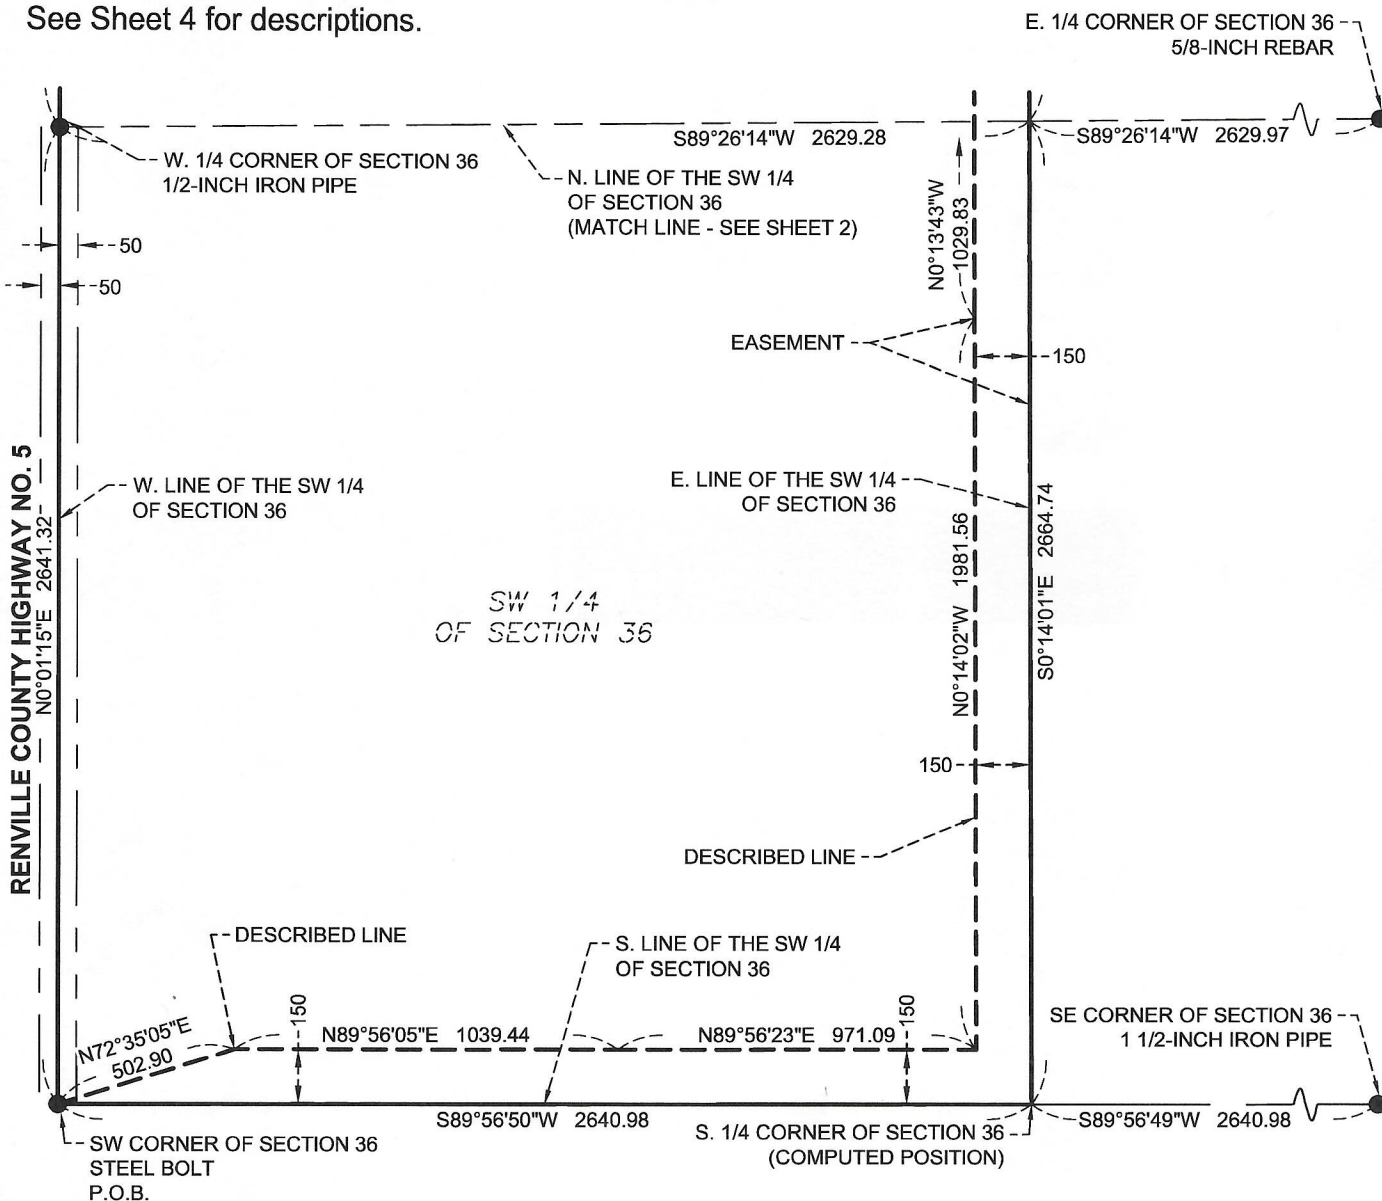 See Sheet 4 for descriptions.
E. 1/4 CORNER OF SECTION 36
5/8-INCH REBAR
S89°26'14"W 2629.28
S89°26'14"W 2629.97
W. 1/4 CORNER OF SECTION 36
1/2-INCH IRON PIPE
N. LINE OF THE SW 1/4
OF SECTION 36
(MATCH LINE - SEE SHEET 2)
N0°13'43"W
1029.83
50
50
EASEMENT
150
RENVILLE COUNTY HIGHWAY NO. 5
N0°01'15"E 2641.32
W. LINE OF THE SW 1/4
OF SECTION 36
E. LINE OF THE SW 1/4
OF SECTION 36
N0°14'02"W 1981.56
S0°14'01"E 2664.74
SW 1/4
OF SECTION 36
150
DESCRIBED LINE
DESCRIBED LINE
S. LINE OF THE SW 1/4
OF SECTION 36
150
150
N72°35'05"E
502.90
N89°56'05"E 1039.44
N89°56'23"E 971.09
SE CORNER OF SECTION 36
1 1/2-INCH IRON PIPE
S89°56'50"W 2640.98
S89°56'49"W 2640.98
SW CORNER OF SECTION 36
STEEL BOLT
P.O.B.
S. 1/4 CORNER OF SECTION 36
(COMPUTED POSITION)